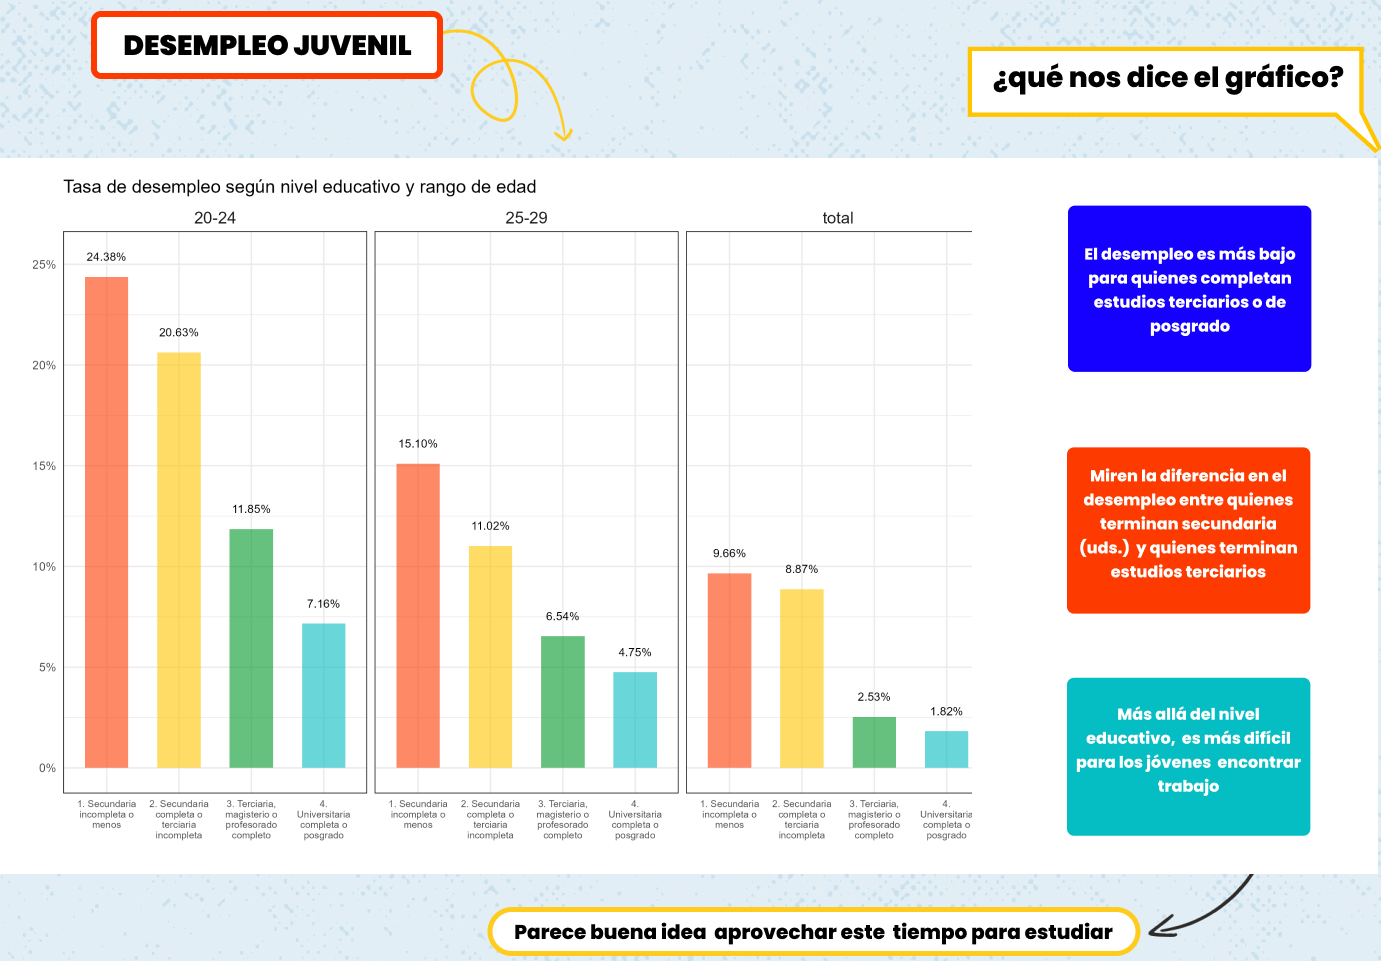 DESEMPLEO JUVENIL
¿qué nos dice el gráfico?
Tasa de desempleo según nivel educativo y rango de edad
20-24
25-29
total
25%
20%
15%
10%
5%
0%
24.38%
20.63%
11.85%
7.16%
15.10%
11.02%
6.54%
4.75%
9.66%
8.87%
2.53%
1.82%
1. Secundaria
incompleta o
menos
2. Secundaria
completa o
terciaria
incompleta
3. Terciaria,
magisterio o
profesorado
completo
4.
Universitaria
completa o
posgrado
1. Secundaria
incompleta o
menos
2. Secundaria
completa o
terciaria
incompleta
3. Terciaria,
magisterio o
profesorado
completo
4.
Universitaria
completa o
posgrado
1. Secundaria
incompleta o
menos
2. Secundaria
completa o
terciaria
incompleta
3. Terciaria,
magisterio o
profesorado
completo
4.
Universitaria
completa o
posgrado
El desempleo es más bajo
para quienes completan
estudios terciarios o de
posgrado
Miren la diferencia en el
desempleo entre quienes
terminan secundaria
(uds.) y quienes terminan
estudios terciarios
Más allá del nivel
educativo, es más difícil
para los jóvenes encontrar
trabajo
Parece buena idea aprovechar este tiempo para estudiar